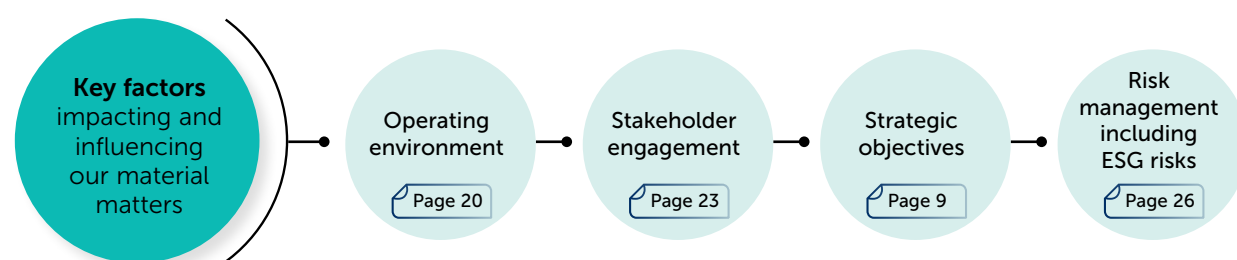 Key factors
impacting and
influencing
our material
matters
Operating
environment
Page 20
Stakeholder
engagement
Page 23
Strategic
objectives
Page 9
Risk
management
including
ESG risks
Page 26